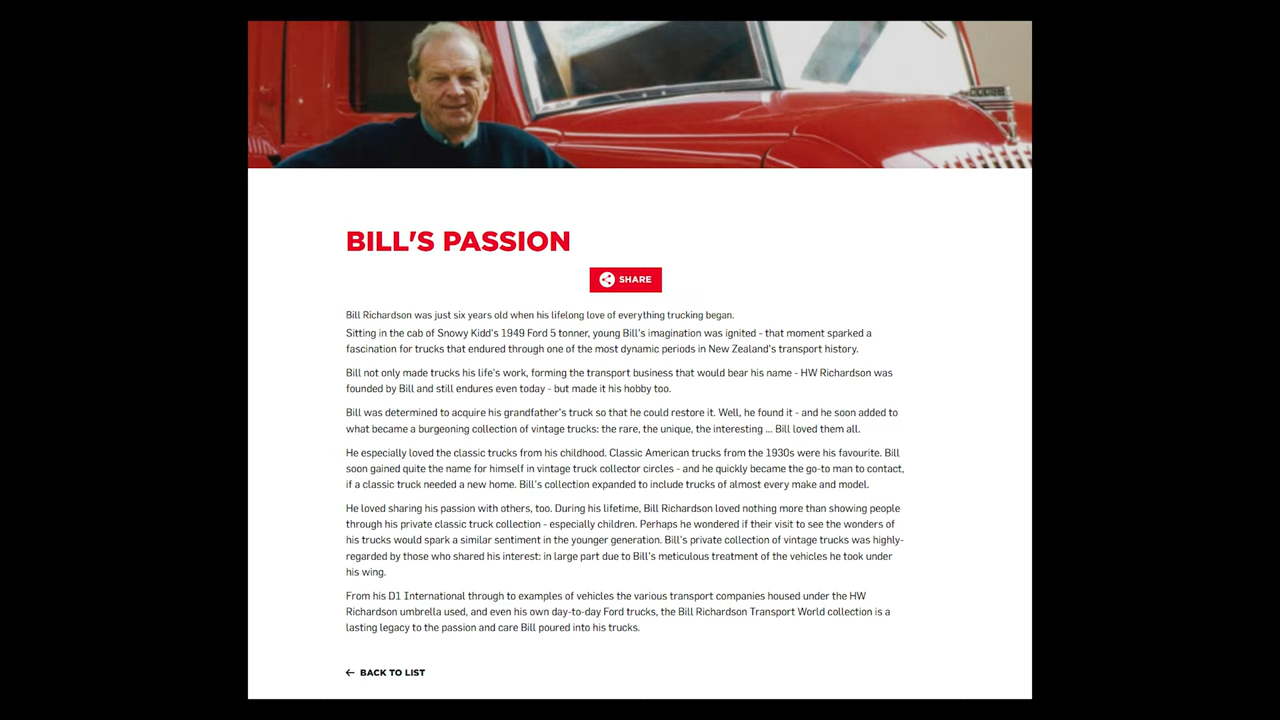 BILL'S PASSION
SHARE
Bill Richardson was just six years old when his lifelong love of everything trucking began.
Sitting in the cab of Snowy Kidd's 1949 Ford 5 tonner, young Bill's imagination was ignited - that moment sparked a
fascination for trucks that endured through one of the most dynamic periods in New Zealand's transport history.
Bill not only made trucks his life's work, forming the transport business that would bear his name - HW Richardson was
founded by Bill and still endures even today - but made it his hobby too.
Bill was determined to acquire his grandfather's truck so that he could restore it. Well, he found it - and he soon added to
what became a burgeoning collection of vintage trucks: the rare, the unique, the interesting ... Bill loved them all.
He especially loved the classic trucks from his childhood. Classic American trucks from the 1930s were his favourite. Bill
soon gained quite the name for himself in vintage truck collector circles - and he quickly became the go-to man to contact,
if a classic truck needed a new home. Bill's collection expanded to include trucks of almost every make and model.
He loved sharing his passion with others, too. During his lifetime, Bill Richardson loved nothing more than showing people
through his private classic truck collection - especially children. Perhaps he wondered if their visit to see the wonders of
his trucks would spark a similar sentiment in the younger generation. Bill's private collection of vintage trucks was highly-
regarded by those who shared his interest: in large part due to Bill's meticulous treatment of the vehicles he took under
his wing.
From his D1 International through to examples of vehicles the various transport companies housed under the HW
Richardson umbrella used, and even his own day-to-day Ford trucks, the Bill Richardson Transport World collection is a
lasting legacy to the passion and care Bill poured into his trucks.
← BACK TO LIST